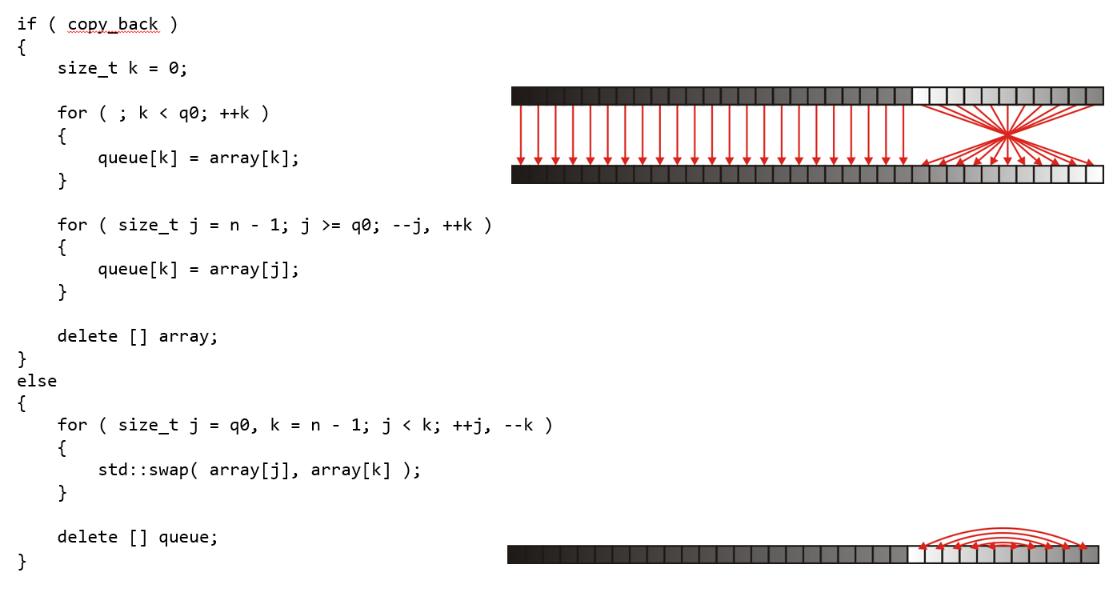 if ( copy_back )
{
    size_t k = 0;

    for ( ; k < q0; ++k )
    {
        queue[k] = array[k];
    }

    for ( size_t j = n - 1; j >= q0; --j, ++k )
    {
        queue[k] = array[j];
    }

    delete [] array;
}
else
{
    for ( size_t j = q0, k = n - 1; j < k; ++j, --k )
    {
        std::swap( array[j], array[k] );
    }

    delete [] queue;
}